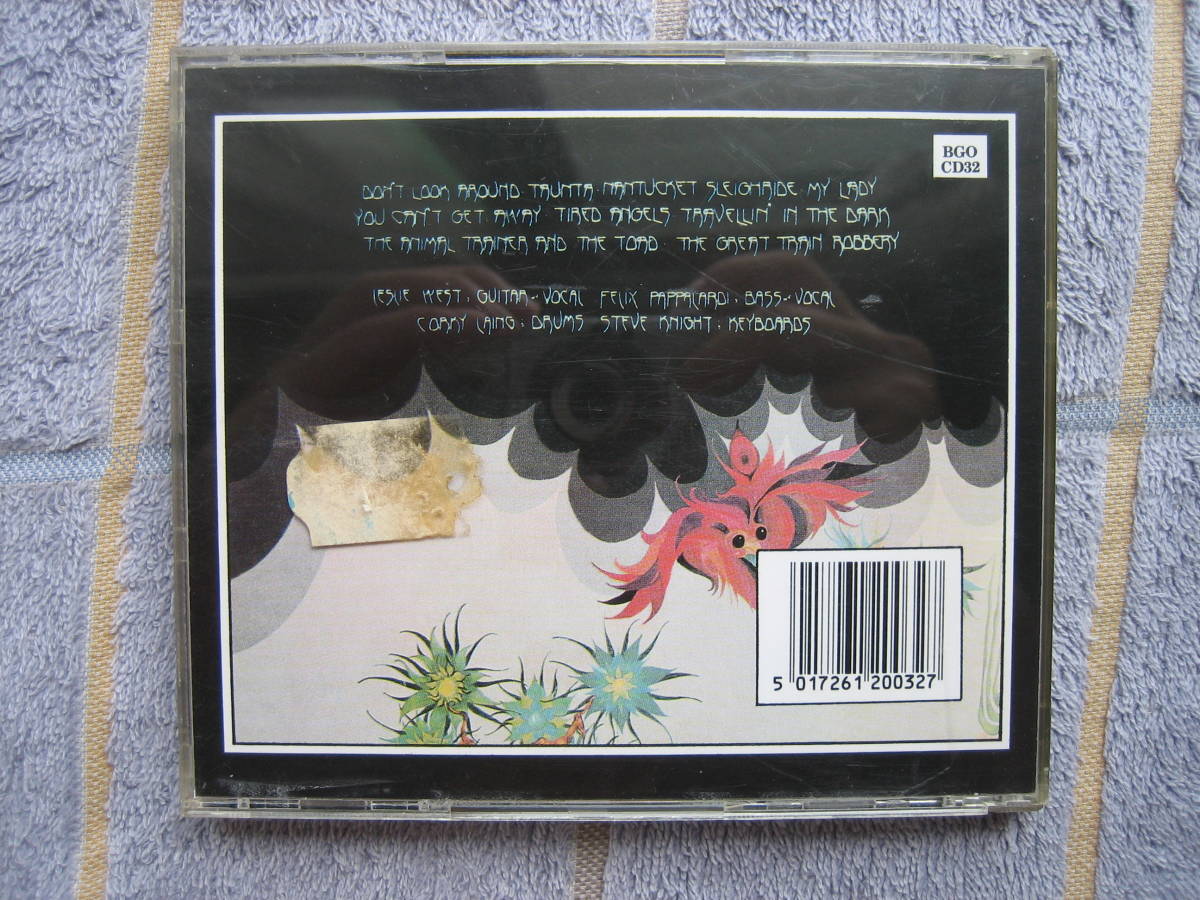 BGO
CD32
DON'T LOOK AROUND · TAUNTA · NANTUCKET SLEIGHRIDE · MY LADY
YOU CAN'T GET AWAY · TIRED ANGELS TRAVELLIN' IN THE DARK
THE ANIMAL TRAINER AND THE TOAD · THE GREAT TRAIN ROBBERY
LESLIE WEST, GUITAR-VOCAL FELIX PAPPALARDI, BASS-VOCAL
CORKY LAING, DRUMS STEVE KNIGHT, KEYBOARDS
5 017261 200327